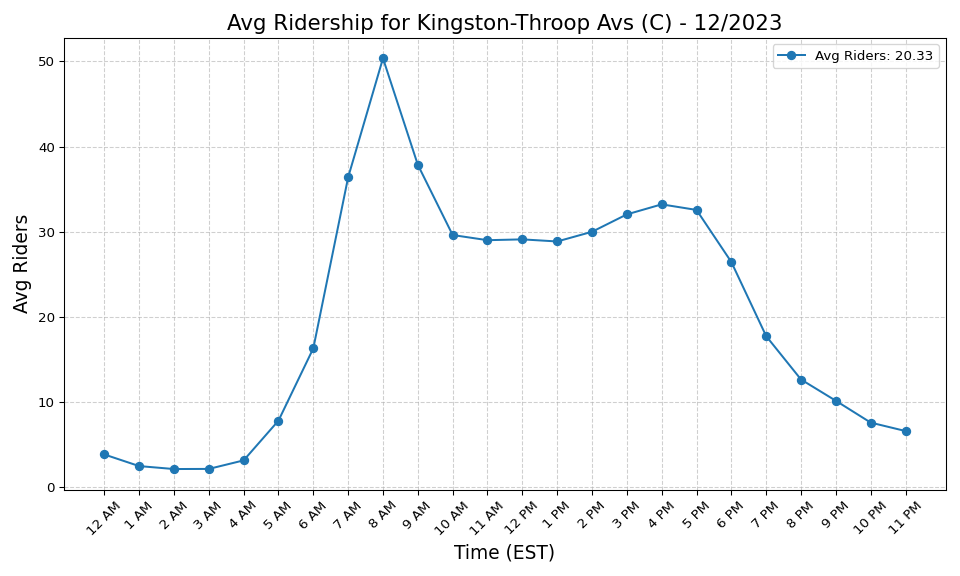 Avg Ridership for Kingston-Throop Avs (C) - 12/2023
Avg Riders: 20.33
Avg Riders
50
40
30
20
10
0
12 AM
1 AM
2 AM
3 AM
4 AM
5 AM
6 AM
7 AM
8 AM
9 AM
10 AM
11 AM
12 PM
1 PM
2 PM
3 PM
4 PM
5 PM
6 PM
7 PM
8 PM
9 PM
10 PM
11 PM
Time (EST)